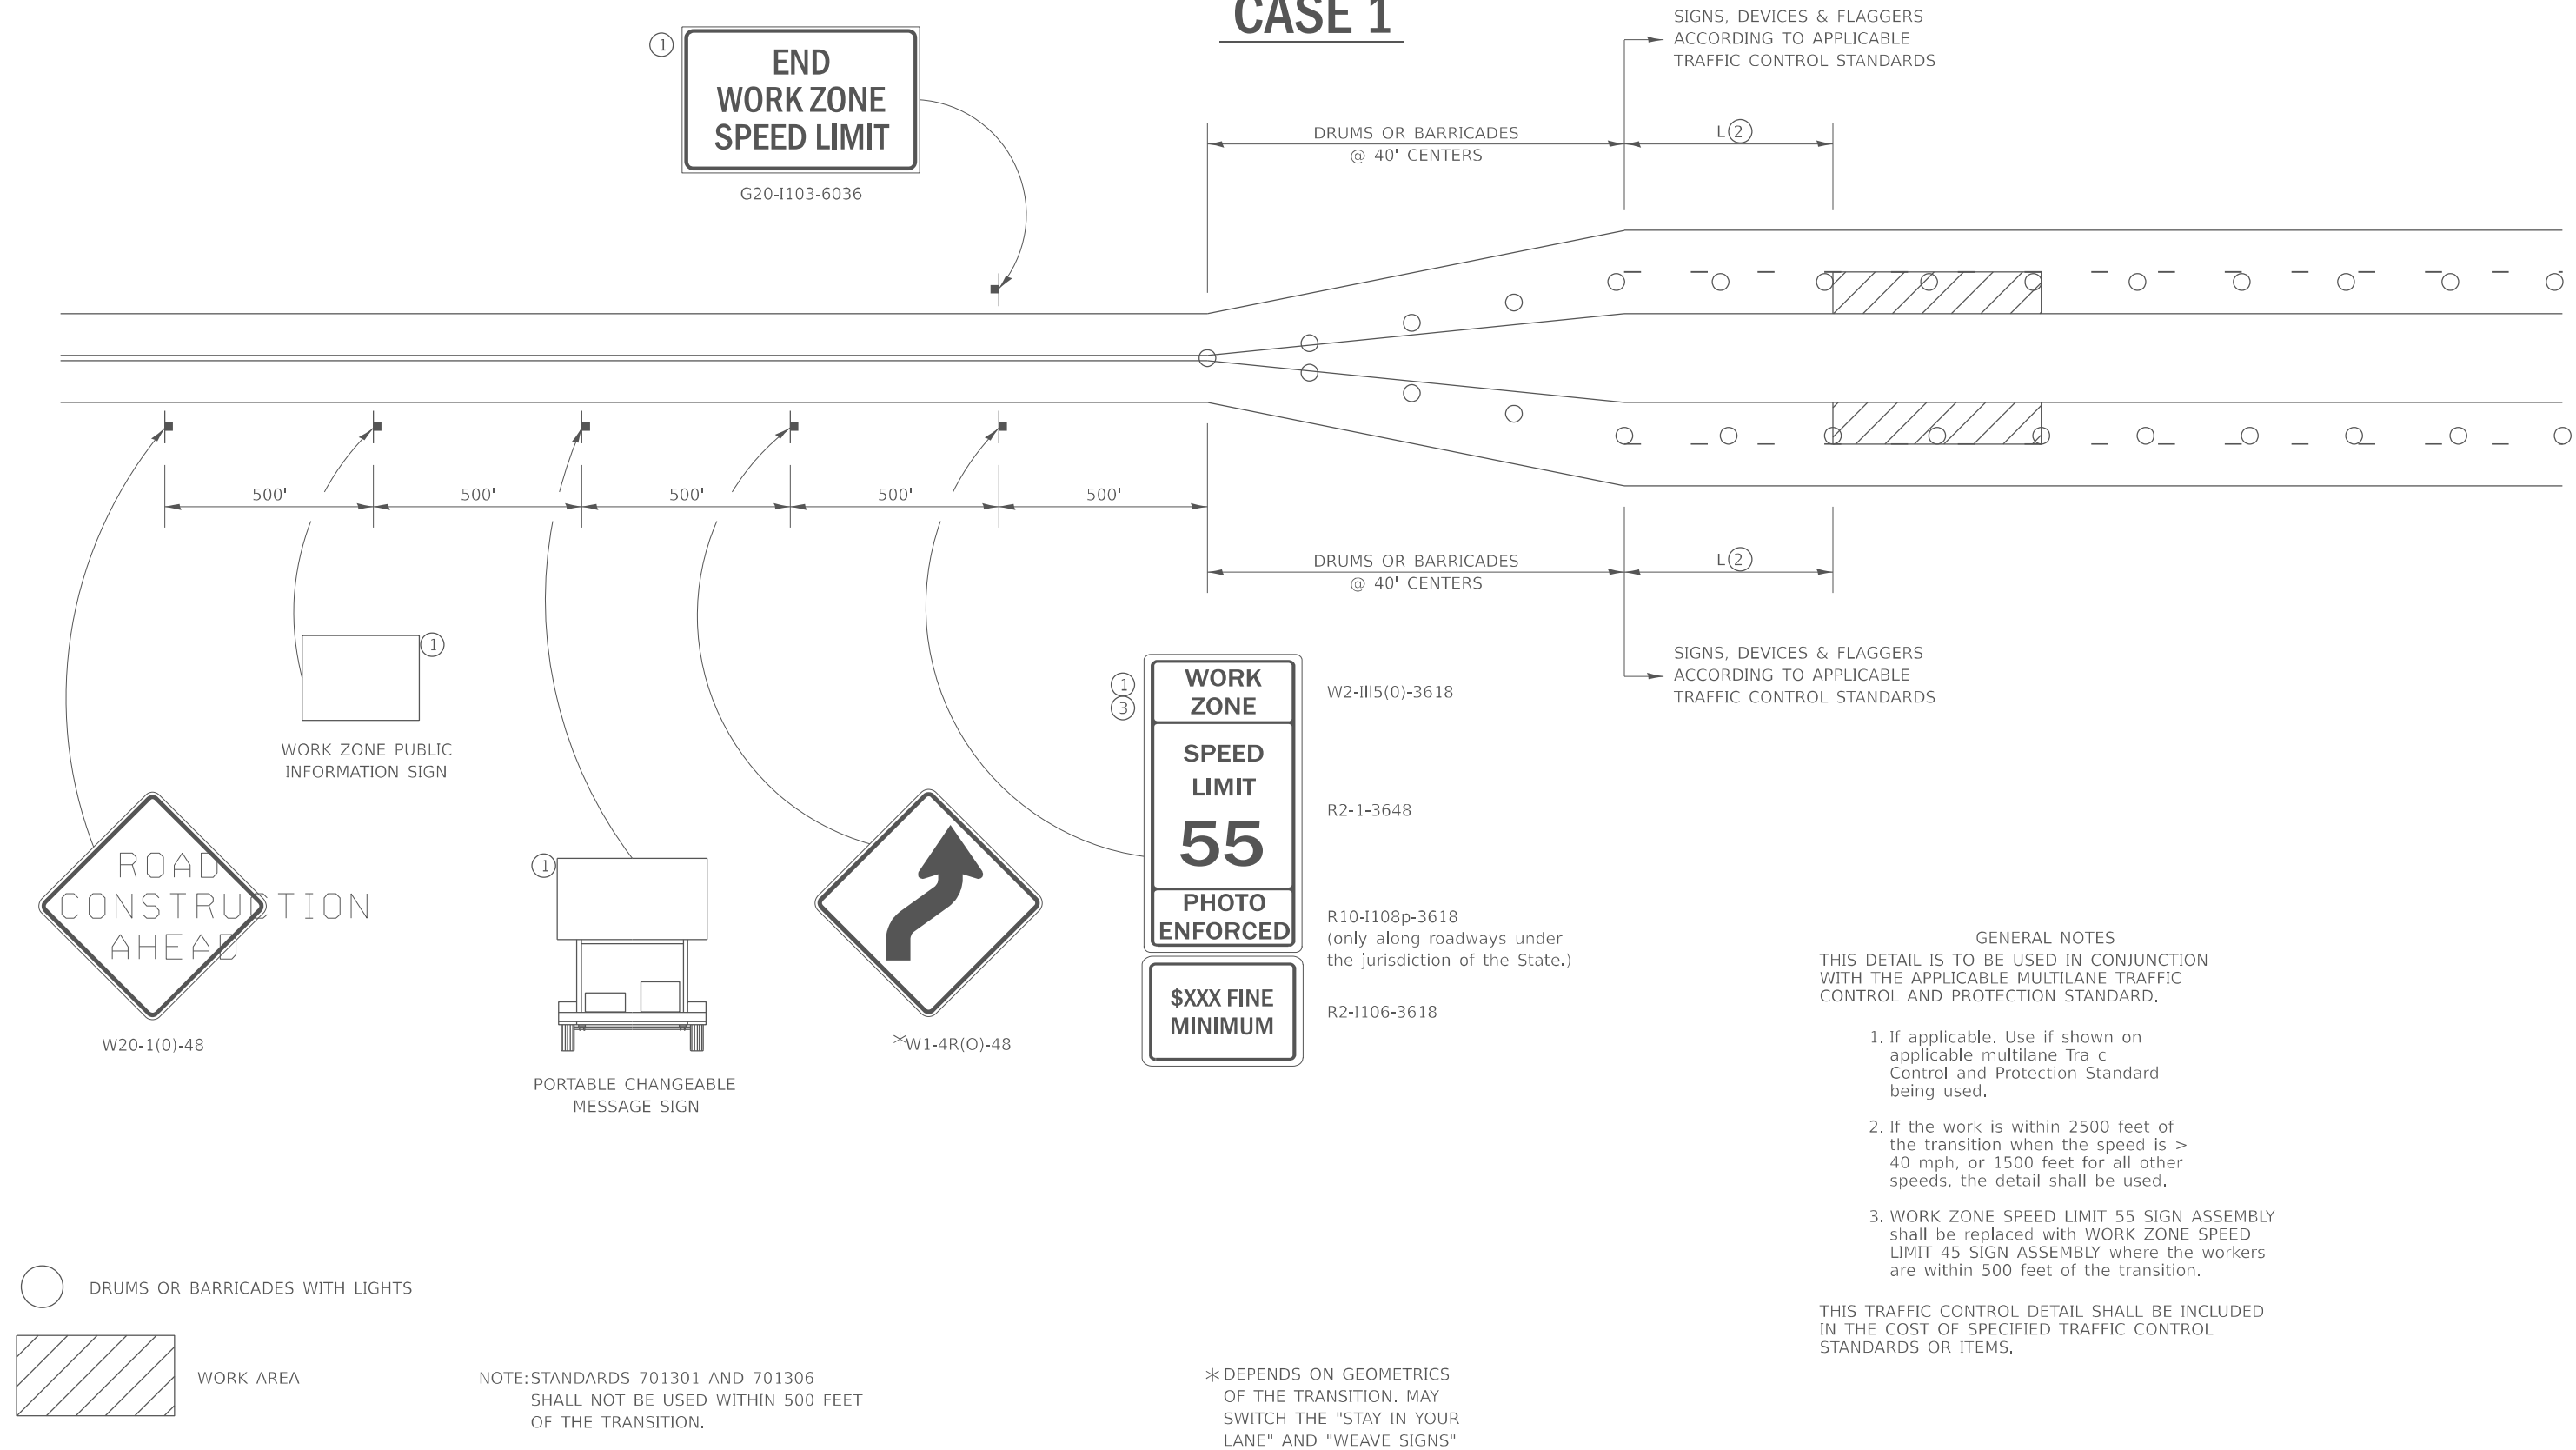 CASE 1
SIGNS, DEVICES & FLAGGERS
ACCORDING TO APPLICABLE
TRAFFIC CONTROL STANDARDS
1
END
WORK ZONE
SPEED LIMIT
G20-I103-6036
DRUMS OR BARRICADES
@ 40' CENTERS
L 2
500'
500'
500'
500'
500'
DRUMS OR BARRICADES
@ 40' CENTERS
L 2
SIGNS, DEVICES & FLAGGERS
ACCORDING TO APPLICABLE
TRAFFIC CONTROL STANDARDS
1
WORK ZONE PUBLIC
INFORMATION SIGN
ROAD
CONSTRUCTION
AHEAD
W20-1(0)-48
1
PORTABLE CHANGEABLE
MESSAGE SIGN
*W1-4R(O)-48
1
3
WORK
ZONE
W2-III5(0)-3618
SPEED
LIMIT
55
R2-1-3648
PHOTO
ENFORCED
R10-I108p-3618
(only along roadways under
the jurisdiction of the State.)
$XXX FINE
MINIMUM
R2-I106-3618
GENERAL NOTES
THIS DETAIL IS TO BE USED IN CONJUNCTION
WITH THE APPLICABLE MULTILANE TRAFFIC
CONTROL AND PROTECTION STANDARD.
1. If applicable. Use if shown on
applicable multilane Tra c
Control and Protection Standard
being used.
2. If the work is within 2500 feet of
the transition when the speed is >
40 mph, or 1500 feet for all other
speeds, the detail shall be used.
3. WORK ZONE SPEED LIMIT 55 SIGN ASSEMBLY
shall be replaced with WORK ZONE SPEED
LIMIT 45 SIGN ASSEMBLY where the workers
are within 500 feet of the transition.
THIS TRAFFIC CONTROL DETAIL SHALL BE INCLUDED
IN THE COST OF SPECIFIED TRAFFIC CONTROL
STANDARDS OR ITEMS.
DRUMS OR BARRICADES WITH LIGHTS
WORK AREA
NOTE: STANDARDS 701301 AND 701306
SHALL NOT BE USED WITHIN 500 FEET
OF THE TRANSITION.
* DEPENDS ON GEOMETRICS
OF THE TRANSITION. MAY
SWITCH THE "STAY IN YOUR
LANE" AND "WEAVE SIGNS"